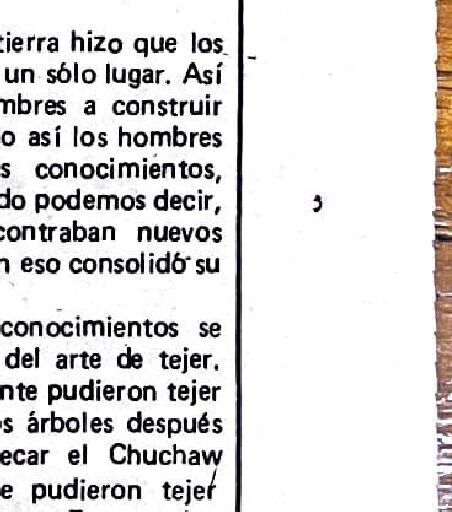 tierra hizo que los
un sólo lugar. Así
mbres a construir
o así los hombres
s conocimientos,
do podemos decir,
contraban nuevos
n eso consolidó su
conocimientos se
del arte de tejer.
nte pudieron tejer
s árboles después
ecar el Chuchaw
e pudieron tejer